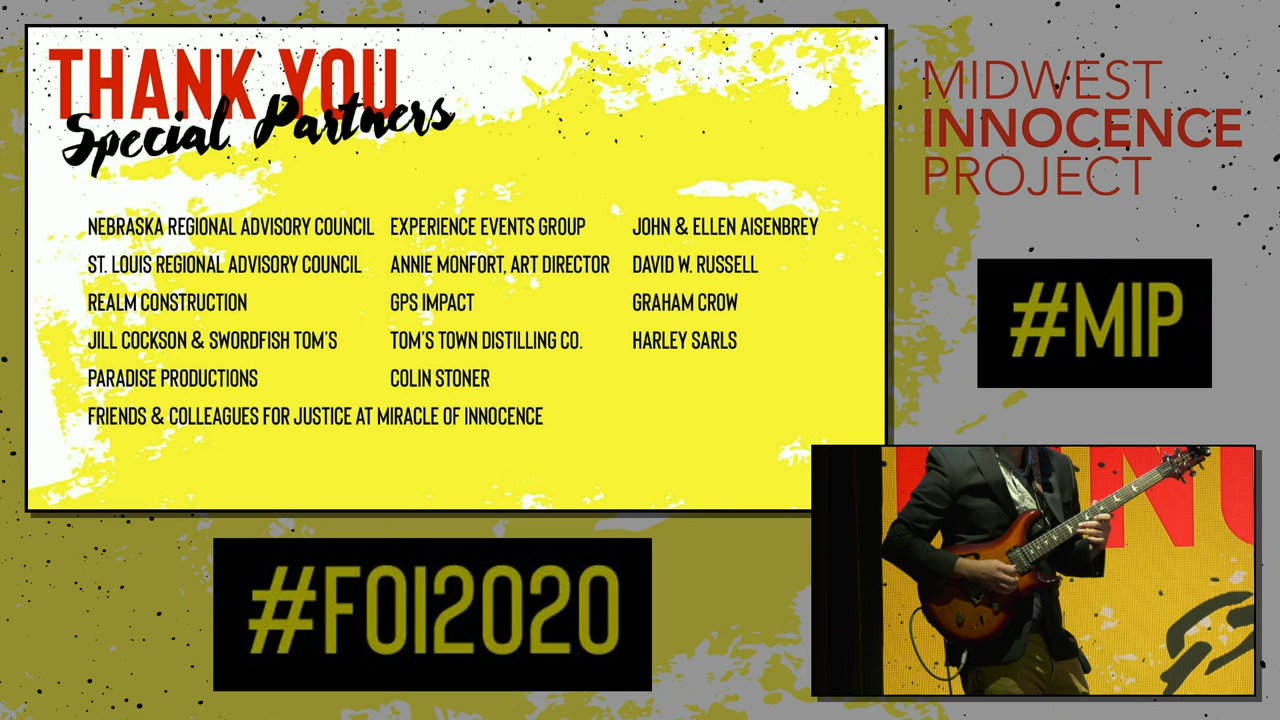 THANK YOU
Special Partners
NEBRASKA REGIONAL ADVISORY COUNCIL
ST. LOUIS REGIONAL ADVISORY COUNCIL
REALM CONSTRUCTION
JILL COCKSON & SWORDFISH TOM'S
PARADISE PRODUCTIONS
FRIENDS & COLLEAGUES FOR JUSTICE AT MIRACLE OF INNOCENCE
EXPERIENCE EVENTS GROUP
ANNIE MONFORT, ART DIRECTOR
GPS IMPACT
TOM'S TOWN DISTILLING CO.
COLIN STONER
JOHN & ELLEN AISENBREY
DAVID W. RUSSELL
GRAHAM CROW
HARLEY SARLS
MIDWEST
INNOCENCE
PROJECT
#MIP
#FOI2020